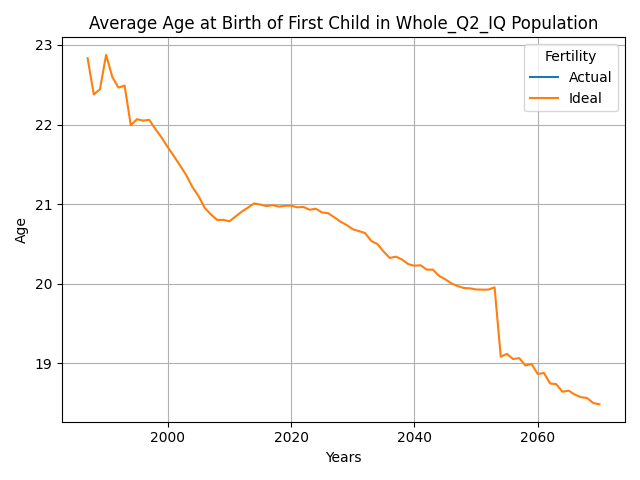 Average Age at Birth of First Child in Whole_Q2_IQ Population
Fertility
Actual
Ideal
23
22
21
20
19
Age
2000
2020
2040
2060
Years